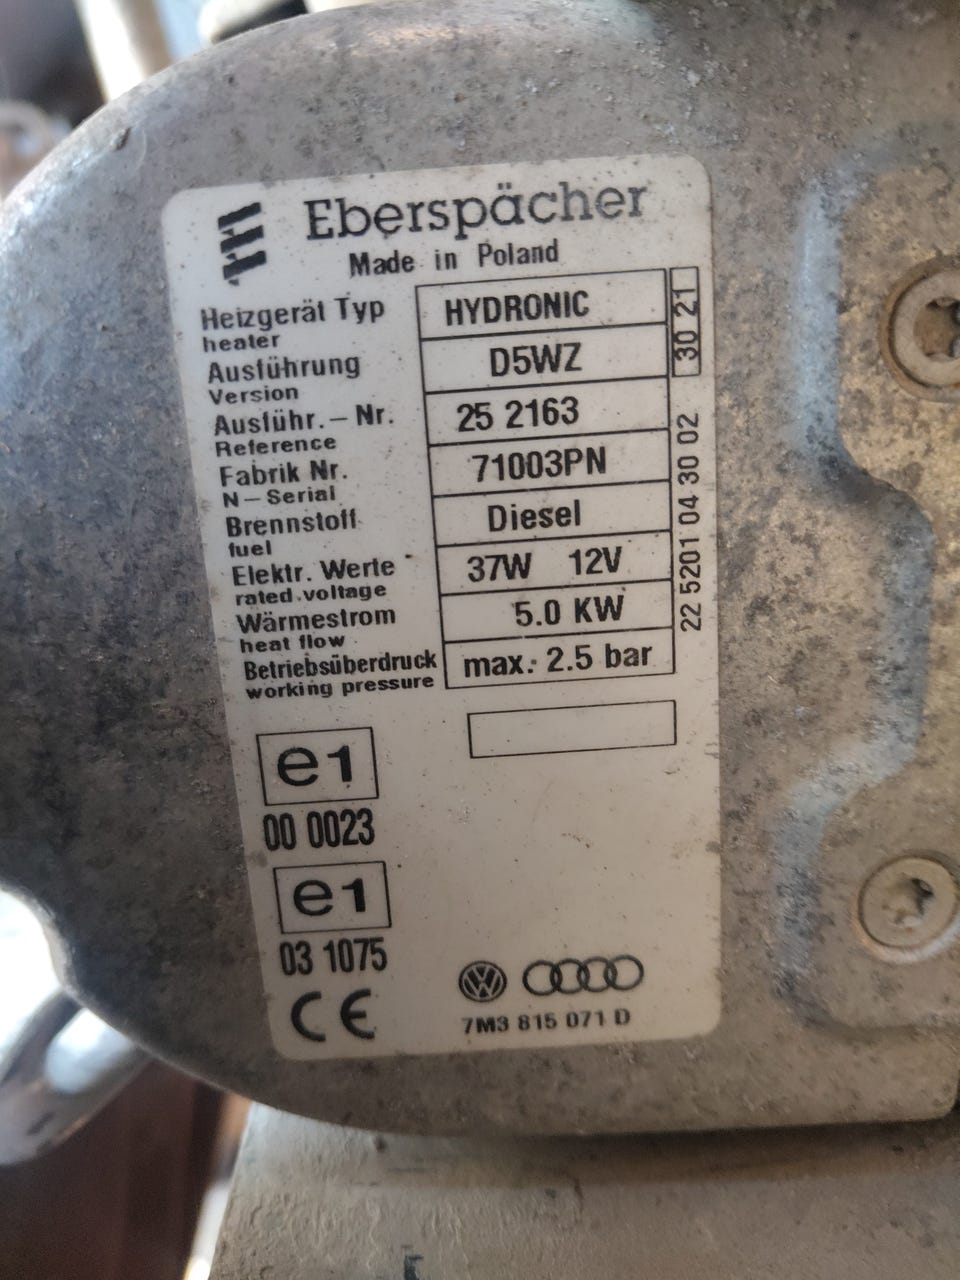 Eberspächer
Made in Poland
Heizgerät Typ HYDRONIC
heater
Ausführung D5WZ
Version
Ausführ. - Nr. 25 2163
Reference
Fabrik Nr. 71003PN
N - Serial
Brennstoff Diesel
fuel
Elektr. Werte 37W 12V
rated voltage
Wärmestrom 5.0 KW
heat flow
Betriebsüberdruck max.: 2.5 bar
working pressure
30 21
22 5201 04 30 02
e1
00 0023
e1
03 1075
CE
VW
7M3 815 071 D